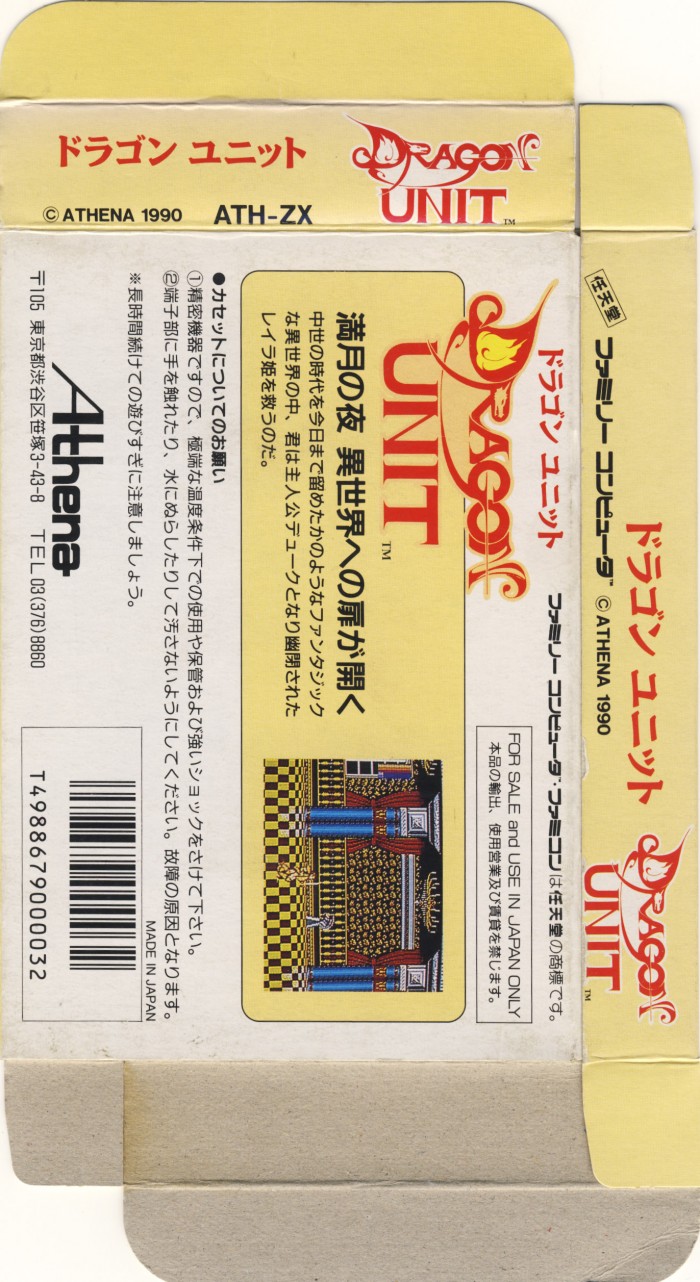 ドラゴン ユニット
© ATHENA 1990 ATH-ZX
DRAGON
UNIT™
任天堂
ファミリー コンピュータ™ © ATHENA 1990
ドラゴン ユニット
DRAGON
UNIT™
ドラゴン ユニット
DRAGON
UNIT™
ファミリー コンピュータ・ファミコンは任天堂の商標です。
FOR SALE and USE IN JAPAN ONLY
本品の輸出、使用営業及び賃貸を禁じます。
満月の夜 異世界への扉が開く
中世の時代を今日まで留めたかのようなファンタジック
な異世界の中、君は主人公デュークとなり幽閉された
レイラ姫を救うのだ。
●カセットについてのお願い
①精密機器ですので、極端な温度条件下での使用や保管および強いショックをさけて下さい。
②端子部に手を触れたり、水にぬらしたりして汚さないようにしてください。故障の原因となります。
※長時間続けての遊びすぎに注意しましょう。
MADE IN JAPAN
Athena
〒105 東京都渋谷区笹塚3-43-8 TEL 03(376)8860
T4988679000032